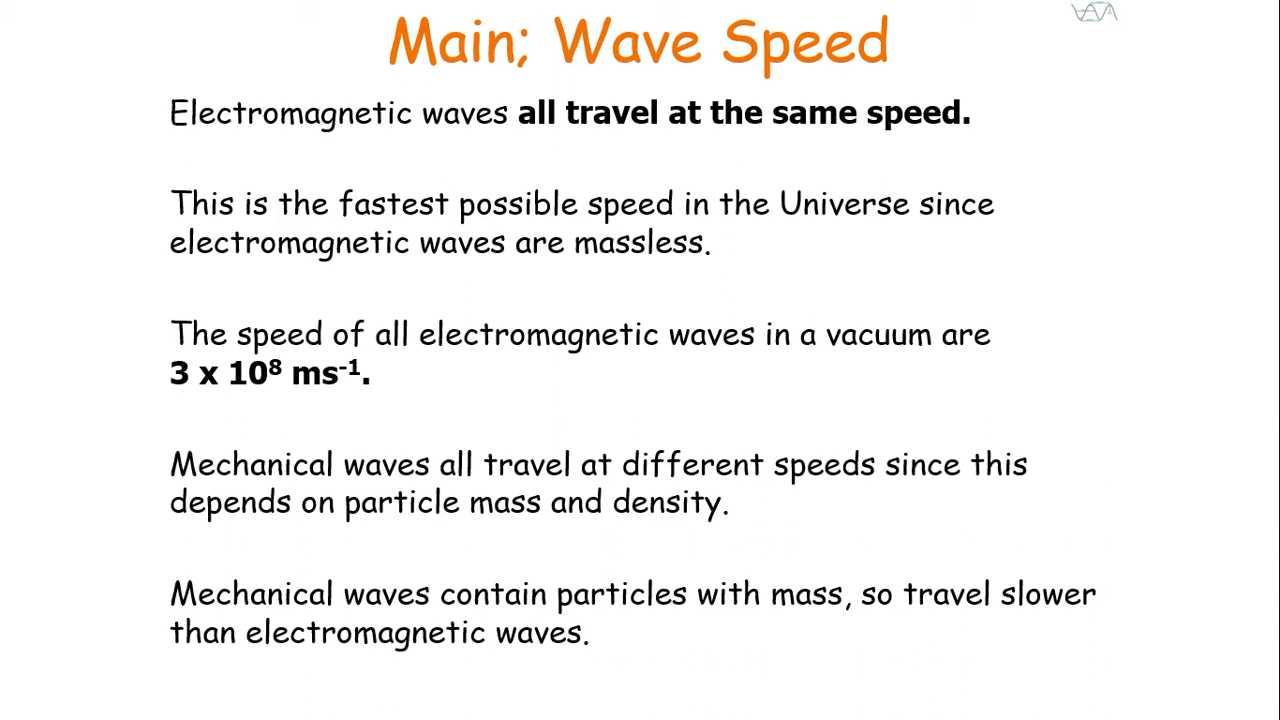 Main; Wave Speed
Electromagnetic waves all travel at the same speed.
This is the fastest possible speed in the Universe since
electromagnetic waves are massless.
The speed of all electromagnetic waves in a vacuum are
3 x 10⁸ ms⁻¹.
Mechanical waves all travel at different speeds since this
depends on particle mass and density.
Mechanical waves contain particles with mass, so travel slower
than electromagnetic waves.